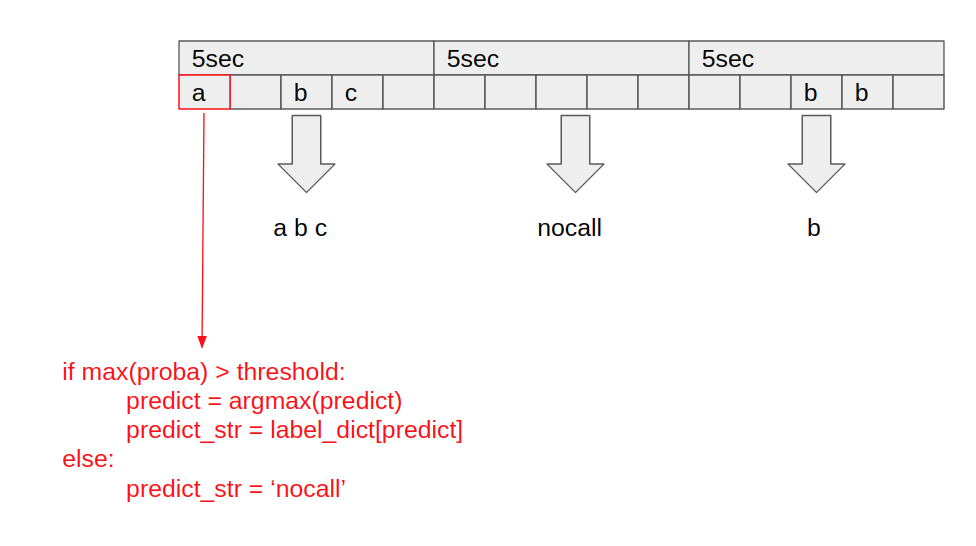 5sec 5sec 5sec
a b c b b
a b c nocall b
if max(proba) > threshold:
predict = argmax(predict)
predict_str = label_dict[predict]
else:
predict_str = ‘nocall’